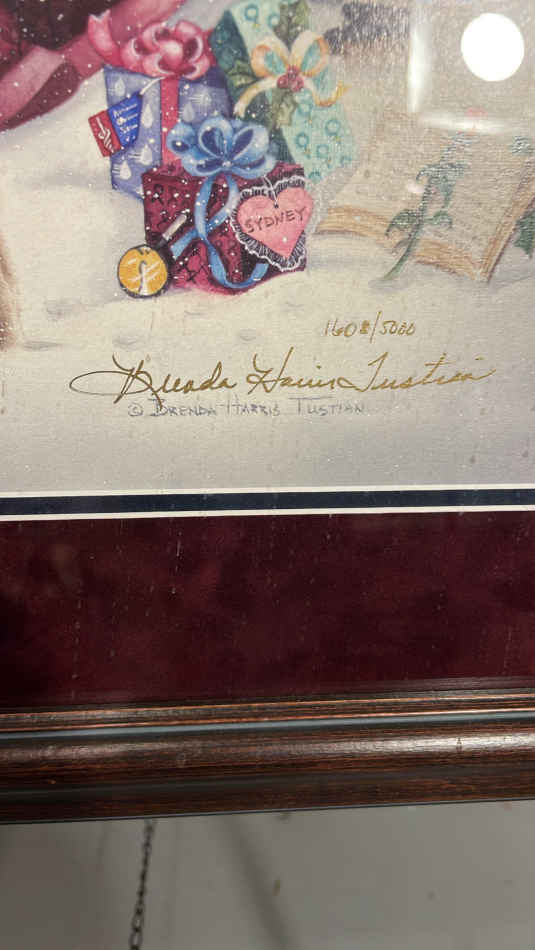 SYDNEY
1608/5000
Brenda Harris Tustian
© BRENDA HARRIS TUSTIAN